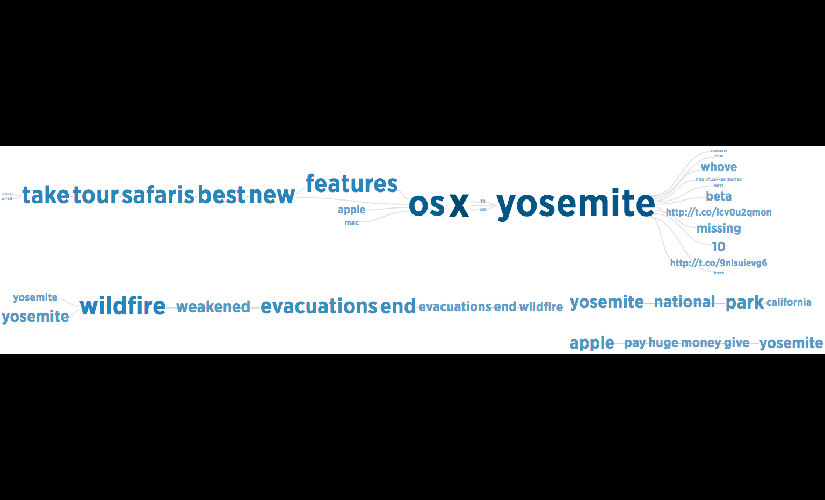 take tour safaris best new features os x yosemite
apple
mac
10
os
whove
beta
http://t.co/lcv0u2qmon
missing
10
http://t.co/9nlsuievg6
yosemite
yosemite
wildfire weakened evacuations end evacuations end wildfire
yosemite national park california
apple pay huge money give yosemite